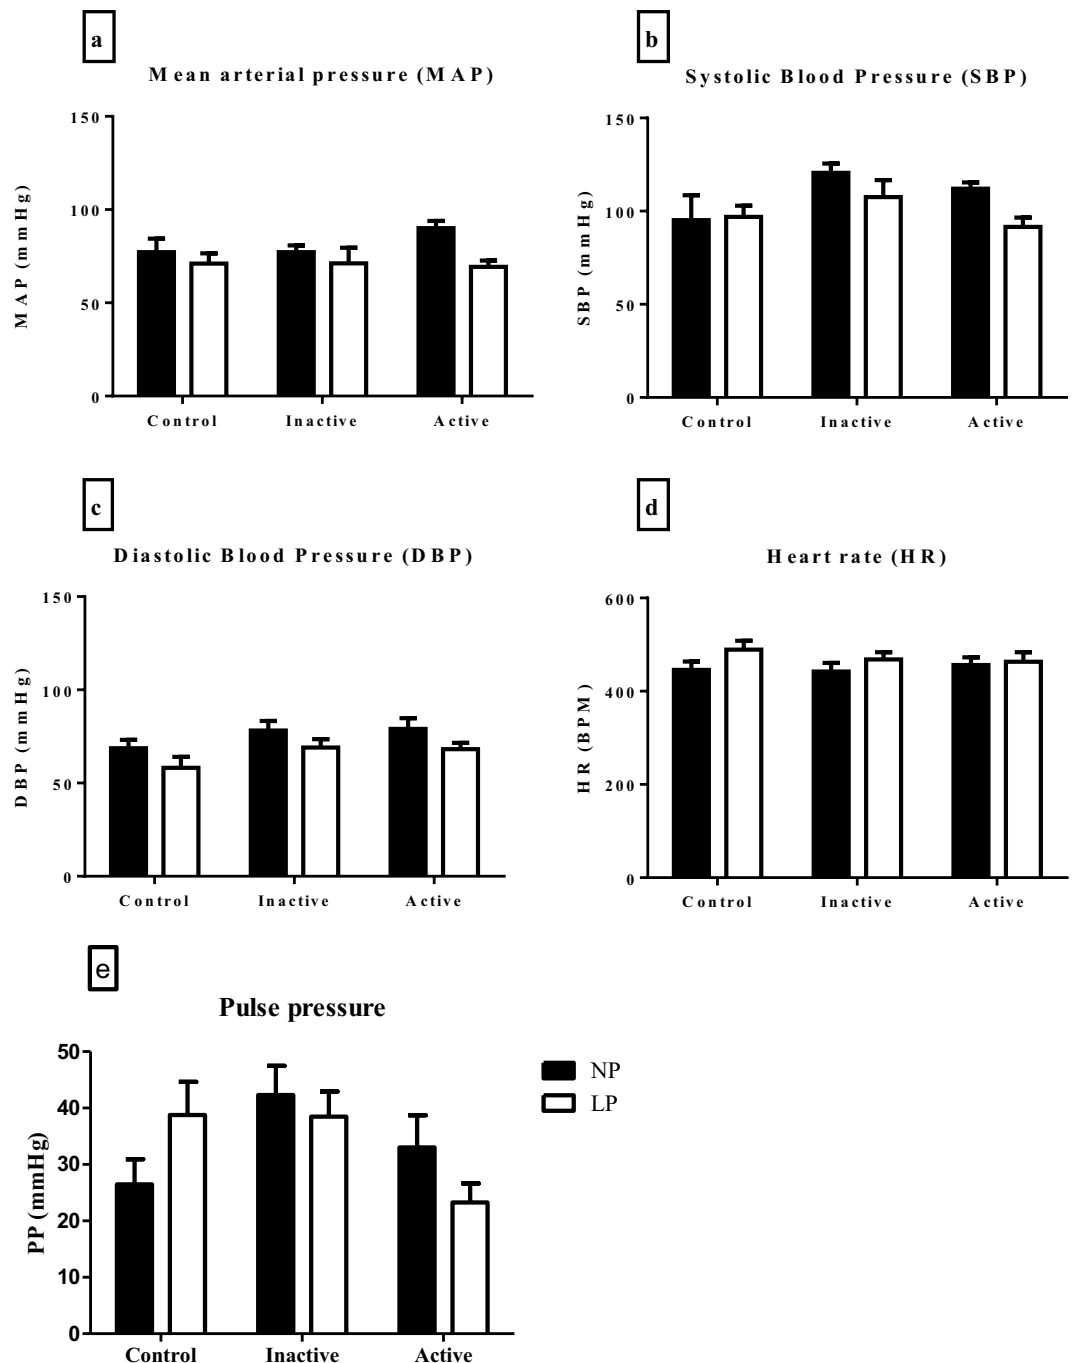 a
Mean arterial pressure (MAP)
150
100
50
0
MAP (mmHg)
Control Inactive Active
b
Systolic Blood Pressure (SBP)
150
100
50
0
SBP (mmHg)
Control Inactive Active
c
Diastolic Blood Pressure (DBP)
150
100
50
0
DBP (mmHg)
Control Inactive Active
d
Heart rate (HR)
600
400
200
0
HR (BPM)
Control Inactive Active
e
Pulse pressure
50
40
30
20
10
0
PP (mmHg)
Control Inactive Active
NP
LP